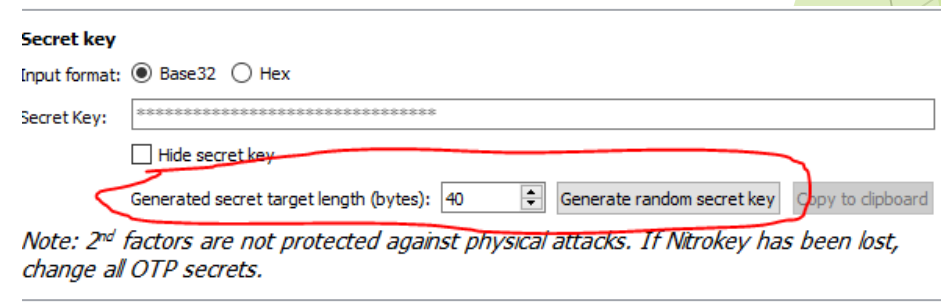 Secret key
Input format: Base32 Hex
Secret Key: ********************************
Hide secret key
Generated secret target length (bytes): 40 Generate random secret key Copy to clipboard
Note: 2nd factors are not protected against physical attacks. If Nitrokey has been lost,
change all OTP secrets.